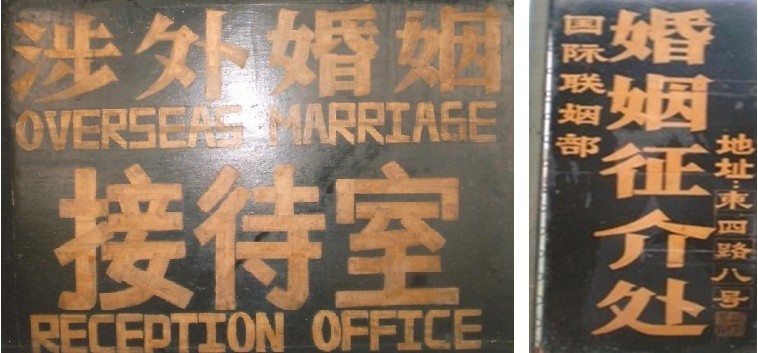 涉外婚姻
OVERSEAS MARRIAGE
接待室
RECEPTION OFFICE
国际联姻部
婚姻征介处
地址:東四路八号